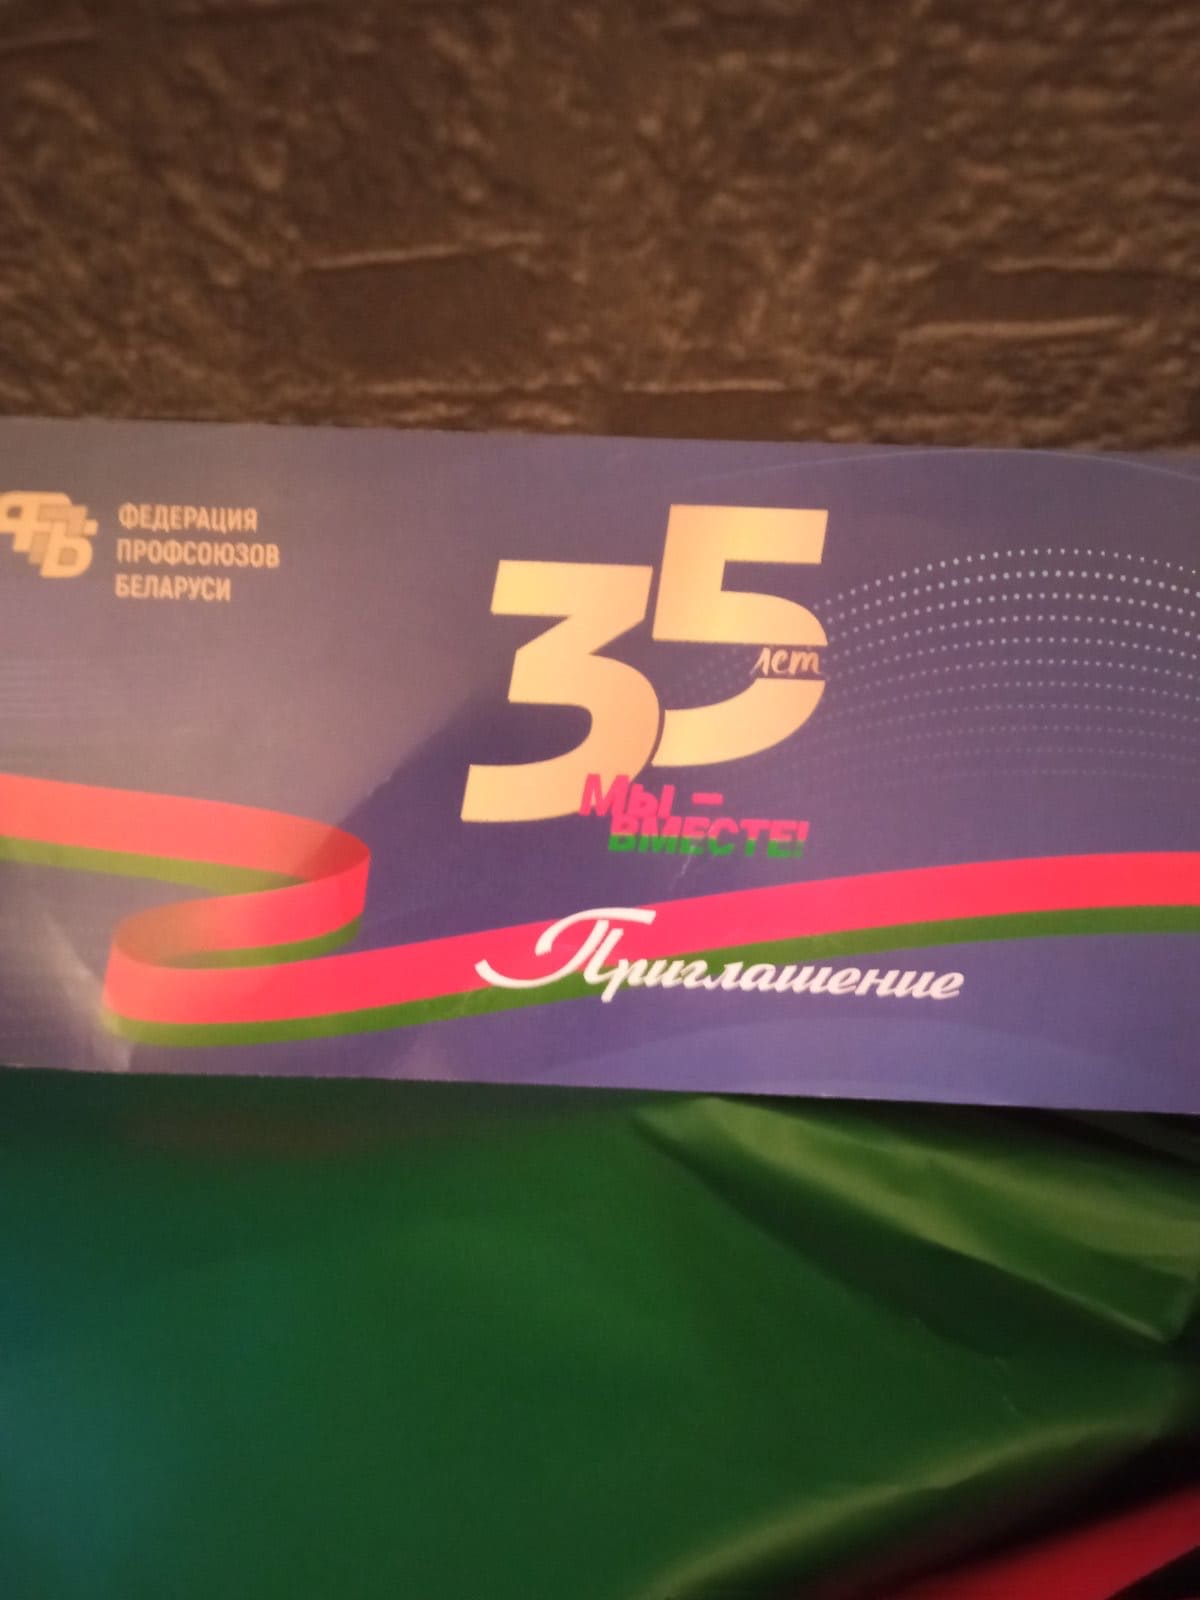 ФЕДЕРАЦИЯ
ПРОФСОЮЗОВ
БЕЛАРУСИ
35
лет
Мы –
ВМЕСТЕ!
Приглашение